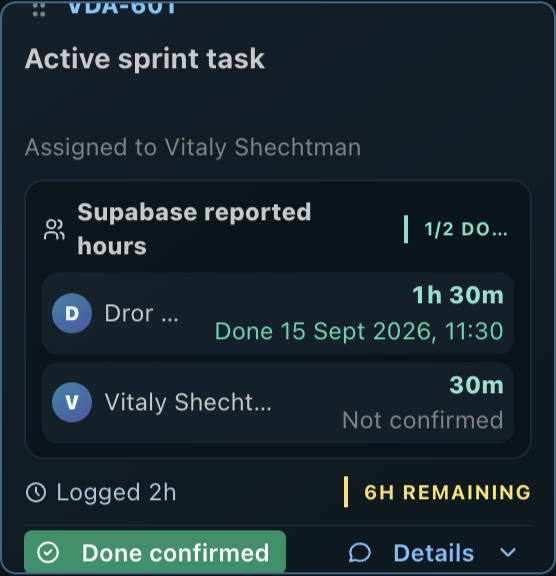 VDA-601
Active sprint task
Assigned to Vitaly Shechtman
Supabase reported
hours
1/2 DO...
D
Dror ...
1h 30m
Done 15 Sept 2026, 11:30
V
Vitaly Shecht...
30m
Not confirmed
Logged 2h
6H REMAINING
Done confirmed
Details